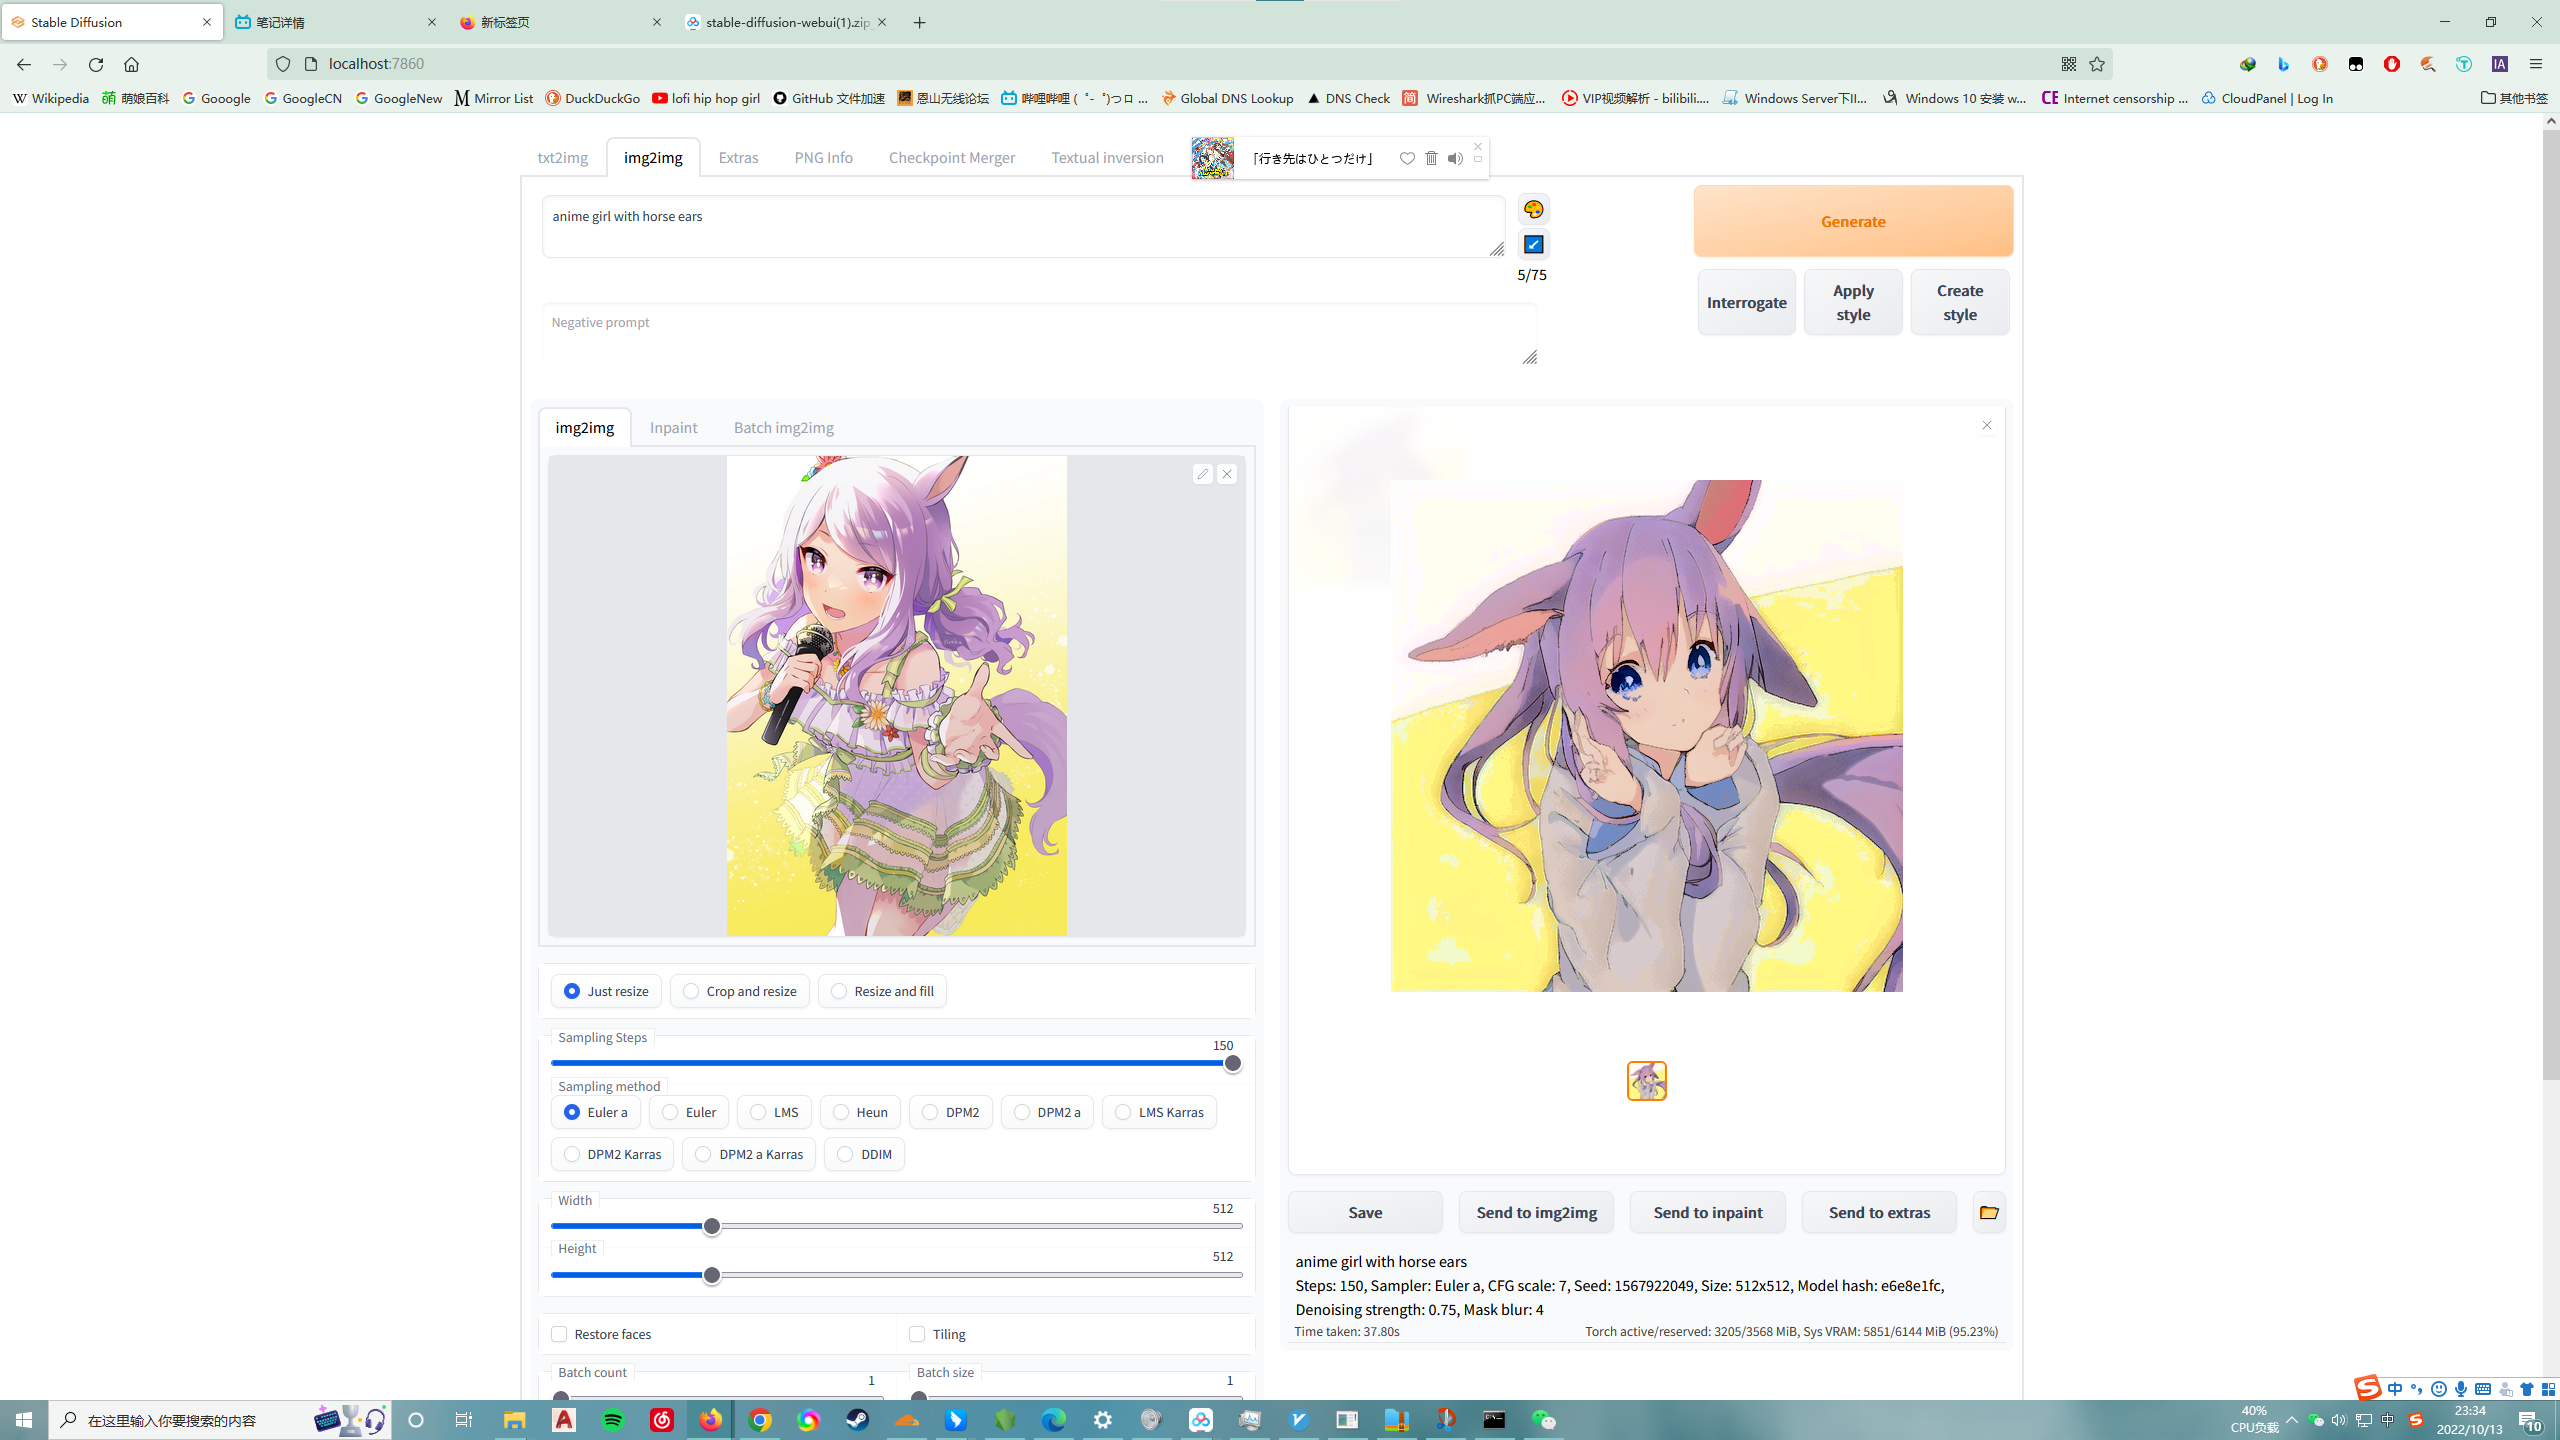 Stable Diffusion
笔记详情
新标签页
stable-diffusion-webui(1).zip_
localhost:7860
Wikipedia 萌娘百科 Gooogle GoogleCN GoogleNew Mirror List DuckDuckGo lofi hip hop girl GitHub 文件加速 恩山无线论坛 哔哩哔哩 ( ゜- ゜)つロ ... Global DNS Lookup DNS Check Wireshark抓PC端应... VIP视频解析 - bilibili.... Windows Server下II... Windows 10 安装 w... Internet censorship ... CloudPanel | Log In 其他书签
txt2img img2img Extras PNG Info Checkpoint Merger Textual inversion
「行き先はひとつだけ」
anime girl with horse ears
5/75
Negative prompt
Generate
Interrogate
Apply style
Create style
img2img Inpaint Batch img2img
Just resize Crop and resize Resize and fill
Sampling Steps
150
Sampling method
Euler a Euler LMS Heun DPM2 DPM2 a LMS Karras
DPM2 Karras DPM2 a Karras DDIM
Width
512
Height
512
Restore faces Tiling
Batch count
1
Batch size
1
Save Send to img2img Send to inpaint Send to extras
anime girl with horse ears
Steps: 150, Sampler: Euler a, CFG scale: 7, Seed: 1567922049, Size: 512x512, Model hash: e6e8e1fc,
Denoising strength: 0.75, Mask blur: 4
Time taken: 37.80s
Torch active/reserved: 3205/3568 MiB, Sys VRAM: 5851/6144 MiB (95.23%)
中
在这里输入你要搜索的内容
40%
CPU负载
中
23:34
2022/10/13
10